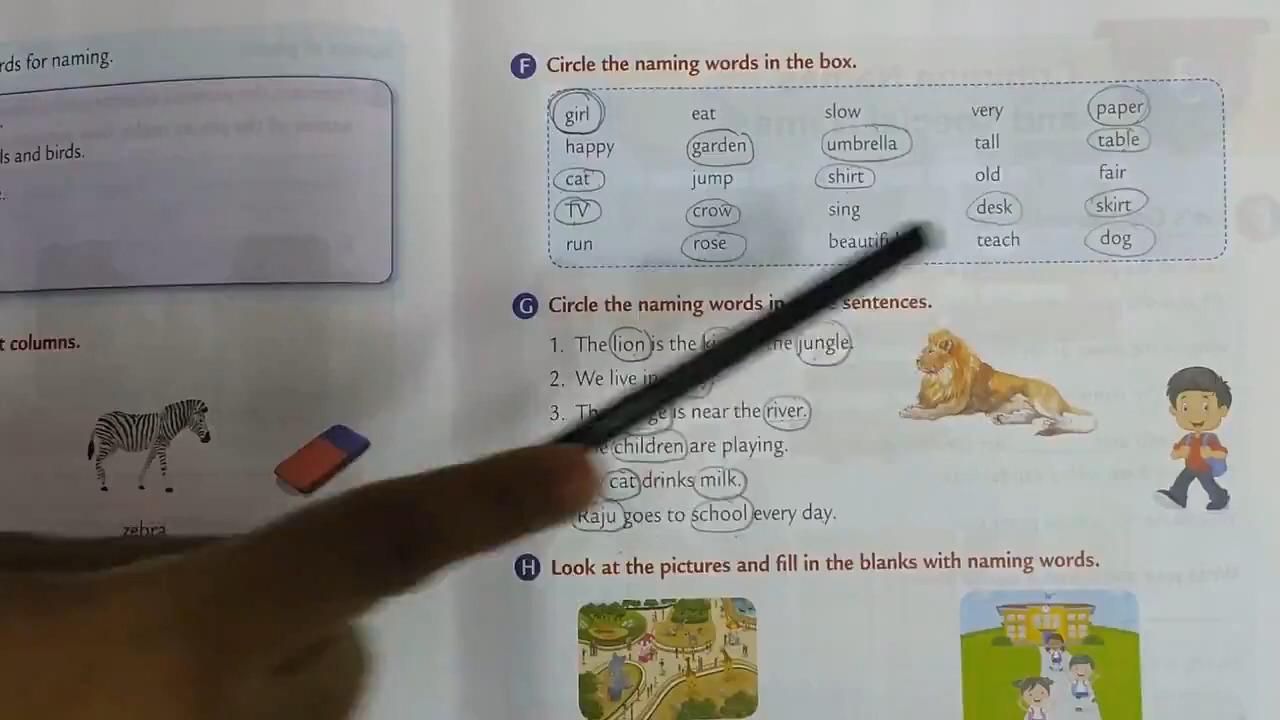 rds for naming.
ls and birds.
t columns.
zebra
F Circle the naming words in the box.
girl eat slow very paper
happy garden umbrella tall table
cat jump shirt old fair
TV crow sing desk skirt
run rose teach dog
G Circle the naming words in sentences.
1. The lion is the the jungle.
2. We live in
3. is near the river.
children are playing.
cat drinks milk.
Raju goes to school every day.
H Look at the pictures and fill in the blanks with naming words.